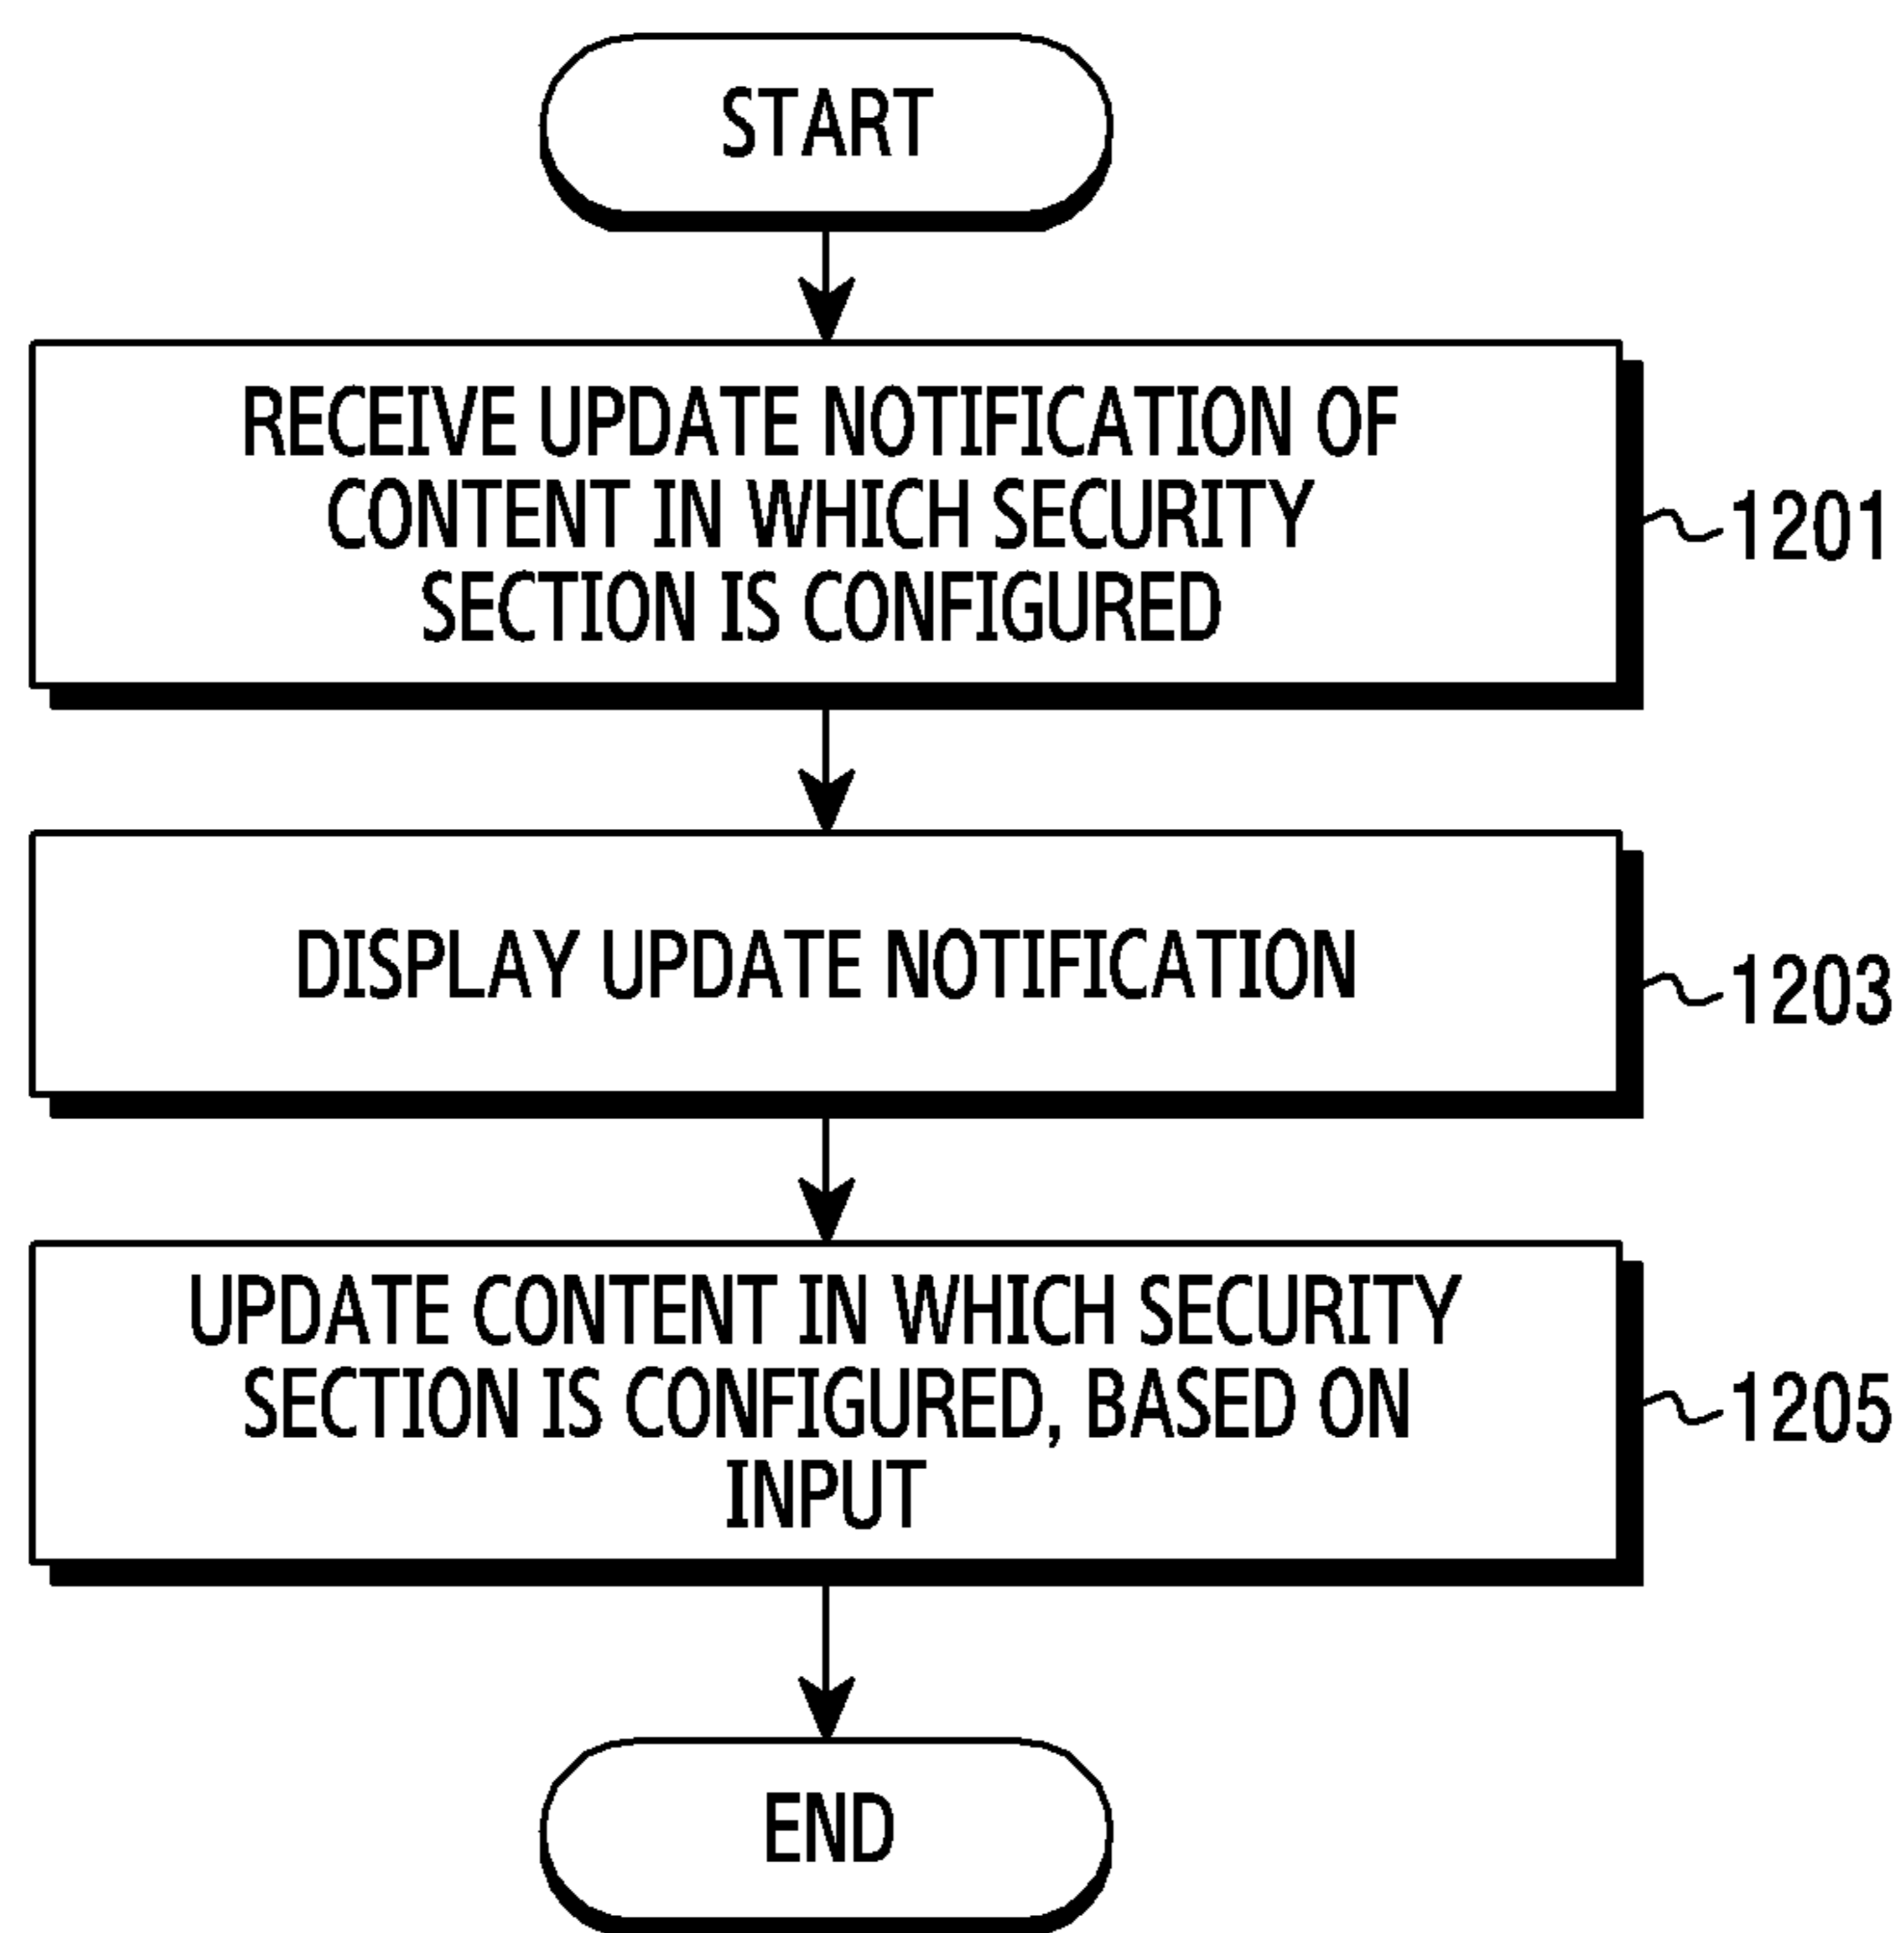 START
RECEIVE UPDATE NOTIFICATION OF
CONTENT IN WHICH SECURITY
SECTION IS CONFIGURED
1201
DISPLAY UPDATE NOTIFICATION
1203
UPDATE CONTENT IN WHICH SECURITY
SECTION IS CONFIGURED, BASED ON
INPUT
1205
END